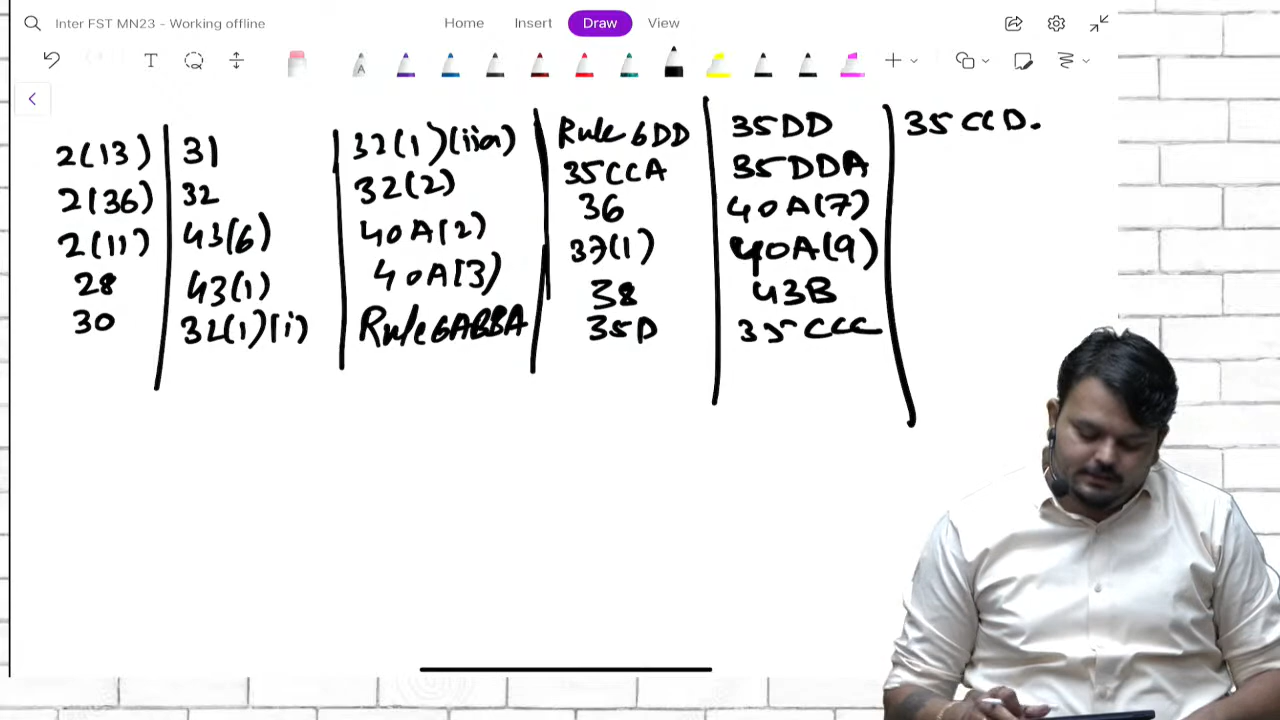 Inter FST MN23 - Working offline
Home Insert Draw View
T
A
2(13)
2(36)
2(11)
28
30
31
32
43(6)
43(1)
32(1)(i)
32(1)(iia)
32(2)
40A(2)
40A(3)
Rule 6ABBA
Rule 6DD
35CCA
36
37(1)
38
35D
35DD
35DDA
40A(7)
40A(9)
43B
35CCC
35CCD.